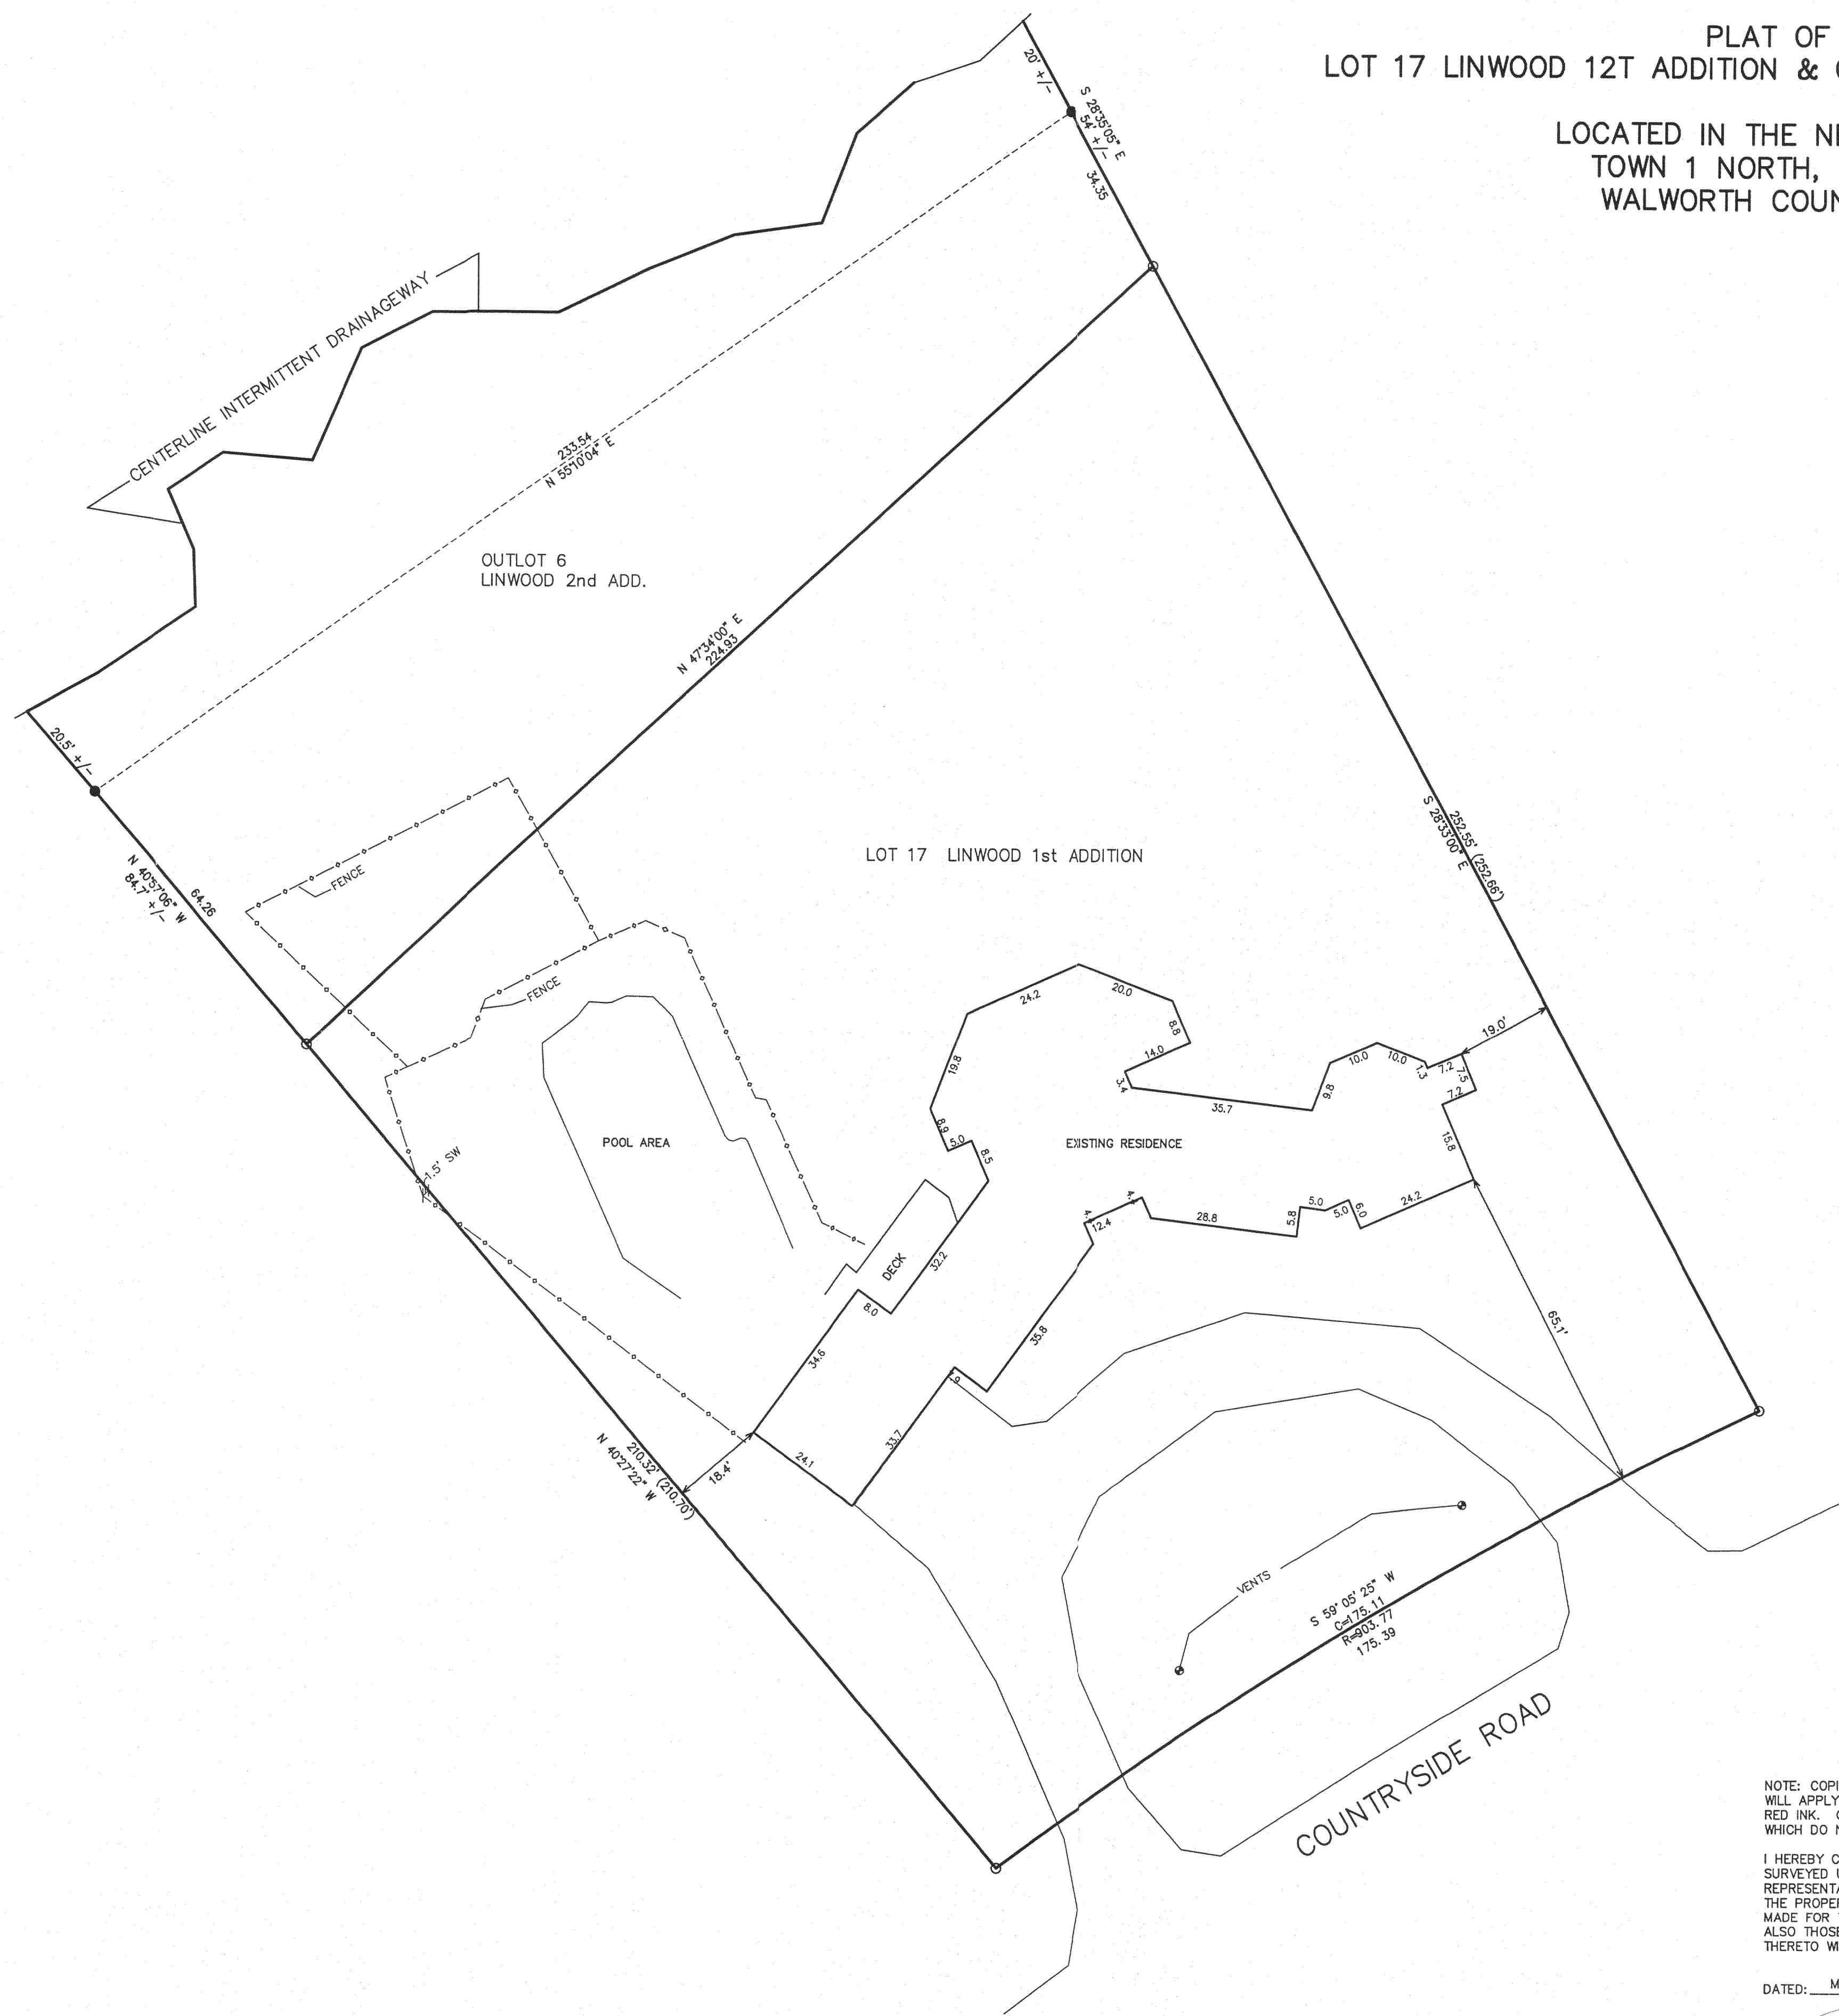 PLAT OF
LOT 17 LINWOOD 12T ADDITION &
LOCATED IN THE
TOWN 1 NORTH,
WALWORTH
20' +/-
S 28°35'05" E
54' +/-
34.35
CENTERLINE INTERMITTENT DRAINAGEWAY
233.54
N 55°10'04" E
OUTLOT 6
LINWOOD 2nd ADD.
N 47°34'00" E
224.93
20.5' +/-
N 40°57'06" W
84.7' +/-
64.26
FENCE
FENCE
LOT 17 LINWOOD 1st ADDITION
252.55' (252.66')
S 28°33'00" E
24.2
20.0
8.8
14.0
3.4
19.8
35.7
9.8
10.0
10.0
1.3
7.2
7.5
7.2
19.0'
15.8
8.9
5.0
8.5
POOL AREA
EXISTING RESIDENCE
1.5' SW
12.4
28.8
5.8
5.0
5.0
6.0
24.2
DECK
32.2
8.0
34.6
35.8
65.1'
33.7
24.1
18.4'
210.32' (210.70')
N 40°27'22" W
VENTS
S 59°05'25" W
C=175.11
R=903.77
175.39
COUNTRYSIDE ROAD
NOTE:
WILL APPLY
RED INK.
WHICH DO
I HEREBY
SURVEYED
THE
MADE FOR
ALSO THOSE
THERETO
DATED: